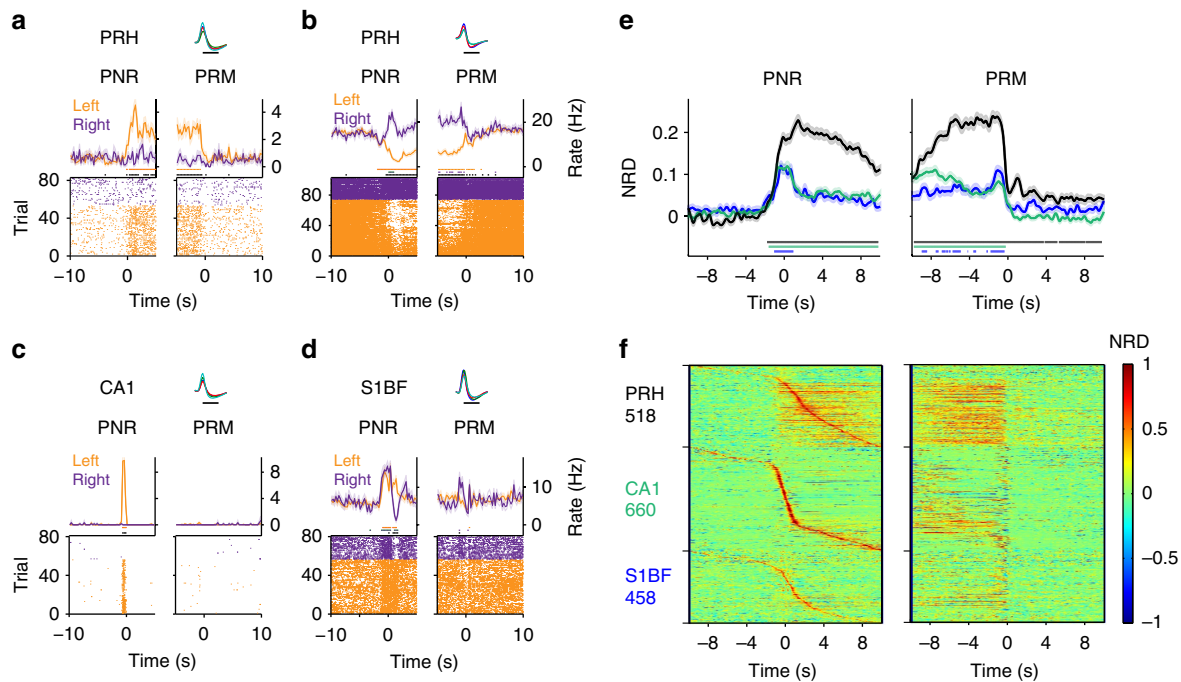 a
PRH
PNR PRM
Left
Right
4
2
0
80
40
0
Trial
−10 0 0 10
Time (s)
b
PRH
PNR PRM
Left
Right
20
0
Rate (Hz)
80
40
0
−10 0 0 10
Time (s)
c
CA1
PNR PRM
Left
Right
8
4
0
80
40
0
Trial
−10 0 0 10
Time (s)
d
S1BF
PNR PRM
Left
Right
10
0
Rate (Hz)
80
40
0
−10 0 0 10
Time (s)
e
PNR PRM
NRD
0.2
0.1
0
−8 −4 0 4 8 −8 −4 0 4 8
Time (s) Time (s)
f
PRH
518
CA1
660
S1BF
458
−8 −4 0 4 8 −8 −4 0 4 8
Time (s) Time (s)
NRD
1
0.5
0
−0.5
−1